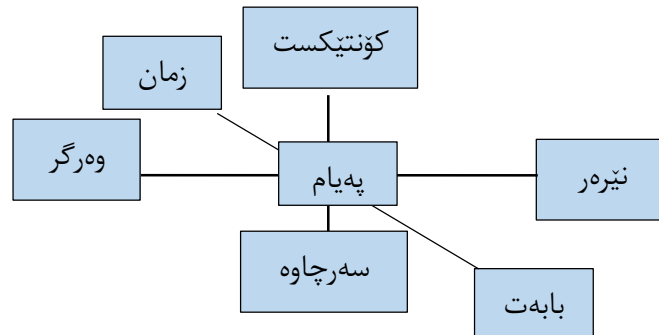 کۆنتێکست
زمان
وەرگر
پەیام
نێرەر
سەرچاوە
بابەت